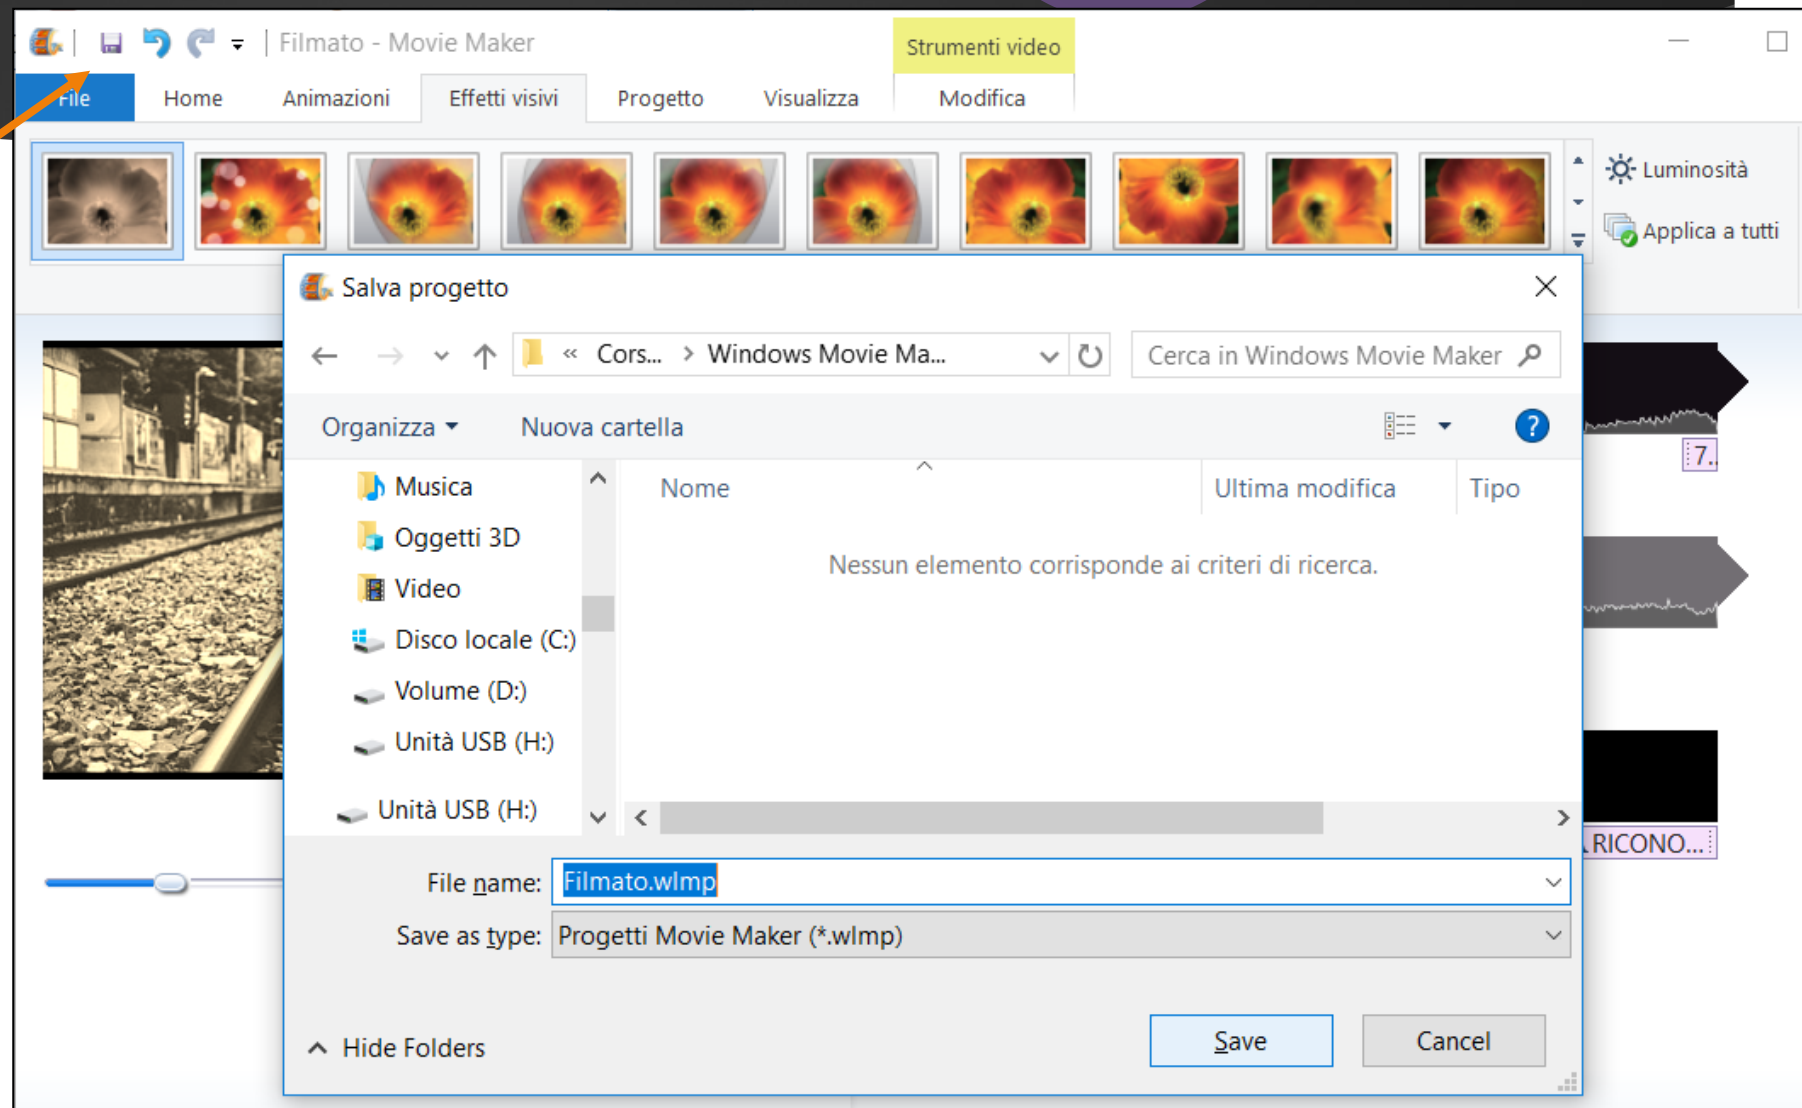 Filmato - Movie Maker
Strumenti video
File Home Animazioni Effetti visivi Progetto Visualizza Modifica
Luminosità
Applica a tutti
Salva progetto
« Cors... > Windows Movie Ma...
Cerca in Windows Movie Maker
Organizza Nuova cartella
?
7..
Musica
Nome Ultima modifica Tipo
Oggetti 3D
Nessun elemento corrisponde ai criteri di ricerca.
Video
Disco locale (C:)
Volume (D:)
Unità USB (H:)
Unità USB (H:)
RICONO...
File name: Filmato.wlmp
Save as type: Progetti Movie Maker (*.wlmp)
Hide Folders
Save Cancel